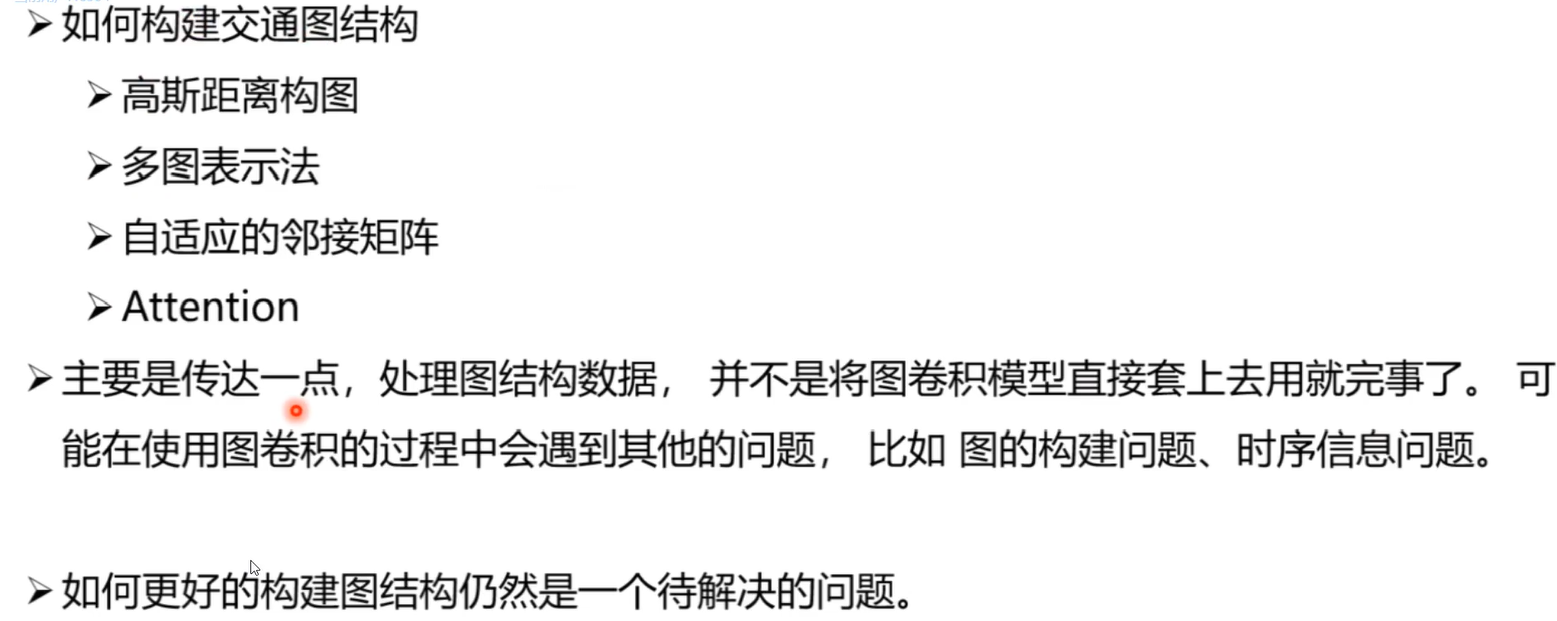 ➢如何构建交通图结构
➢高斯距离构图
➢多图表示法
➢自适应的邻接矩阵
➢Attention
➢主要是传达一点，处理图结构数据， 并不是将图卷积模型直接套上去用就完事了。 可
能在使用图卷积的过程中会遇到其他的问题， 比如 图的构建问题、时序信息问题。
➢如何更好的构建图结构仍然是一个待解决的问题。